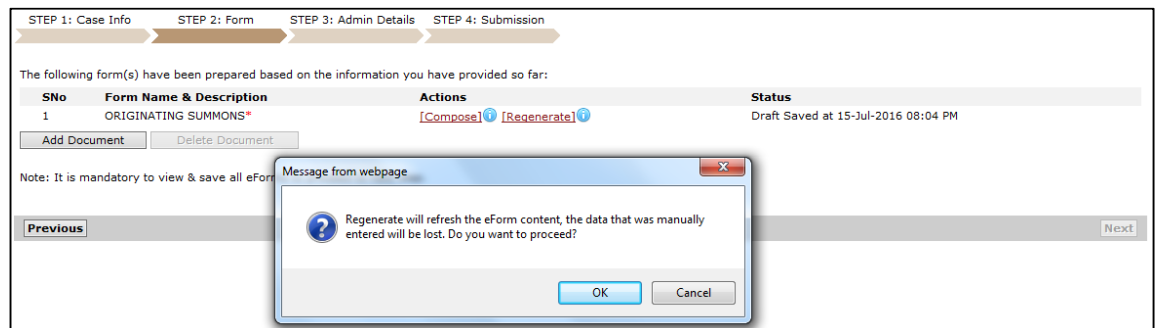 STEP 1: Case Info STEP 2: Form STEP 3: Admin Details STEP 4: Submission
The following form(s) have been prepared based on the information you have provided so far:
SNo Form Name & Description Actions Status
1 ORIGINATING SUMMONS* [Compose] [Regenerate] Draft Saved at 15-Jul-2016 08:04 PM
Add Document Delete Document
Message from webpage
Note: It is mandatory to view & save all eForm
Regenerate will refresh the eForm content, the data that was manually
entered will be lost. Do you want to proceed?
Previous Next
OK Cancel